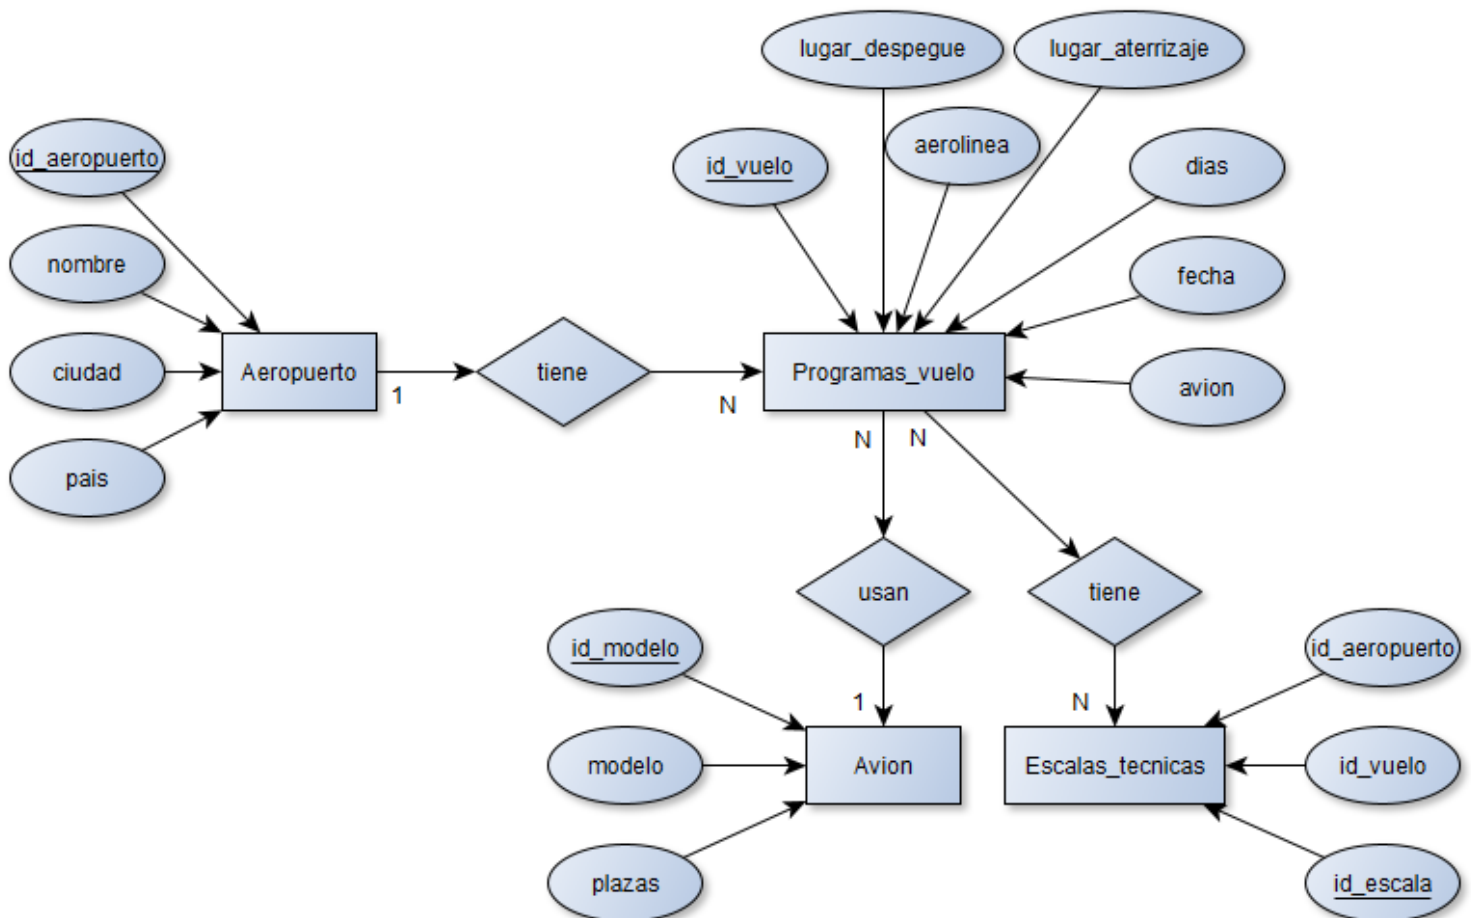 lugar_despegue
lugar_aterrizaje
id_aeropuerto
id_vuelo
aerolinea
dias
nombre
fecha
ciudad
Aeropuerto
1
tiene
N
Programas_vuelo
avion
N
N
pais
usan
tiene
id_modelo
id_aeropuerto
1
N
modelo
Avion
Escalas_tecnicas
id_vuelo
plazas
id_escala